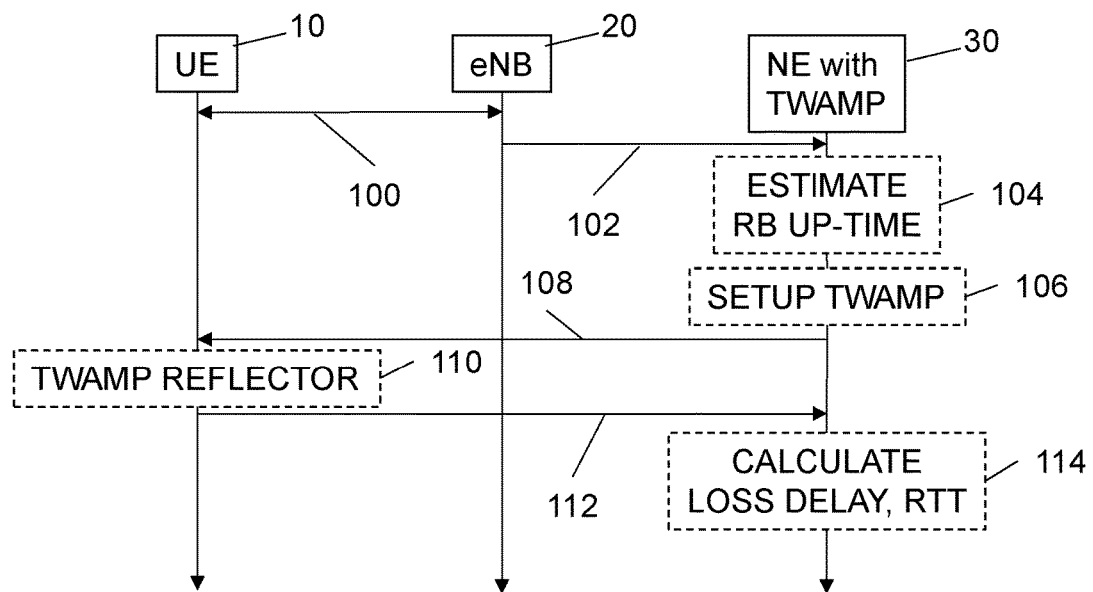 10
20
30
UE
eNB
NE with
TWAMP
100
102
ESTIMATE
RB UP-TIME
104
108
SETUP TWAMP
106
TWAMP REFLECTOR
110
112
CALCULATE
LOSS DELAY, RTT
114